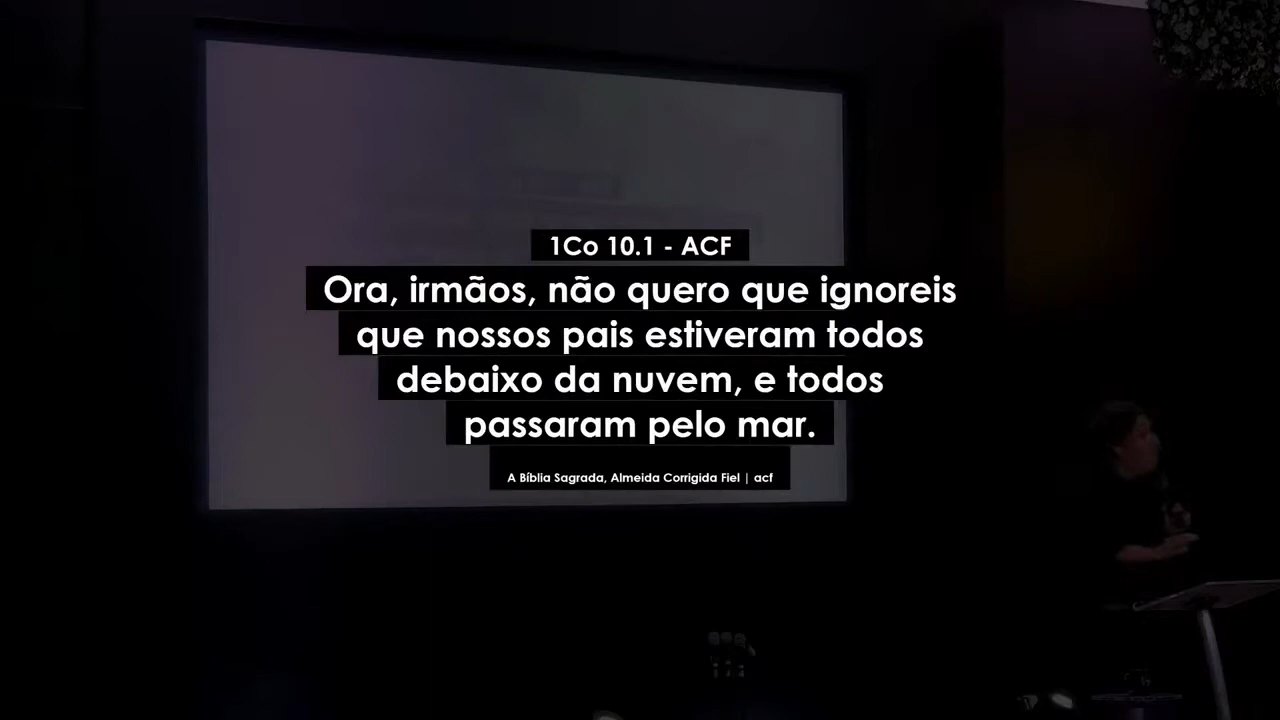 1Co 10.1 - ACF
Ora, irmãos, não quero que ignoreis
que nossos pais estiveram todos
debaixo da nuvem, e todos
passaram pelo mar.
A Bíblia Sagrada, Almeida Corrigida Fiel | acf